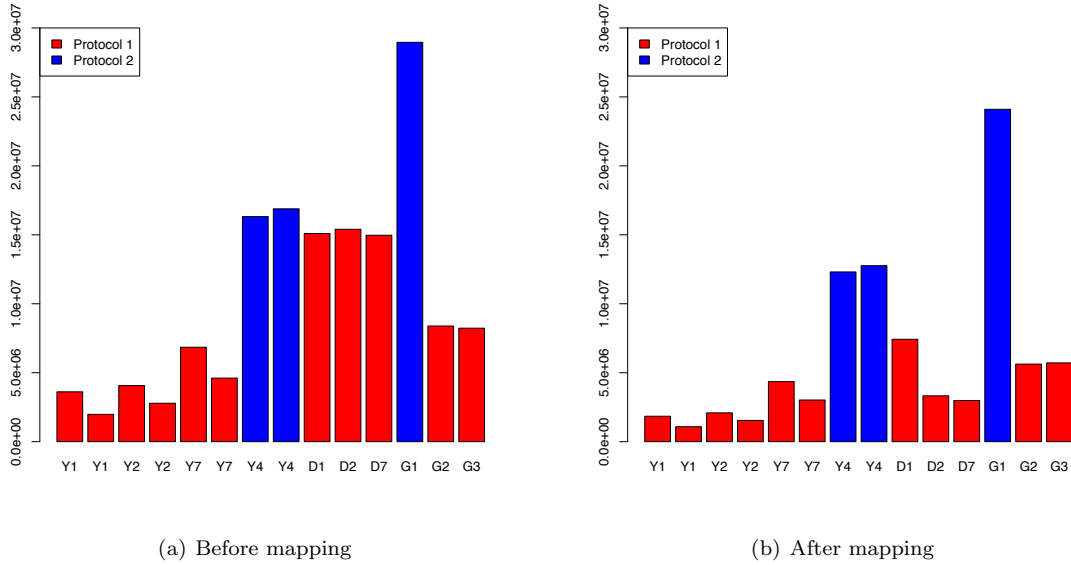 3.0e+07
2.5e+07
2.0e+07
1.5e+07
1.0e+07
5.0e+06
0.0e+00
Protocol 1
Protocol 2
Y1 Y1 Y2 Y2 Y7 Y7 Y4 Y4 D1 D2 D7 G1 G2 G3
(a) Before mapping
3.0e+07
2.5e+07
2.0e+07
1.5e+07
1.0e+07
5.0e+06
0.0e+00
Protocol 1
Protocol 2
Y1 Y1 Y2 Y2 Y7 Y7 Y4 Y4 D1 D2 D7 G1 G2 G3
(b) After mapping